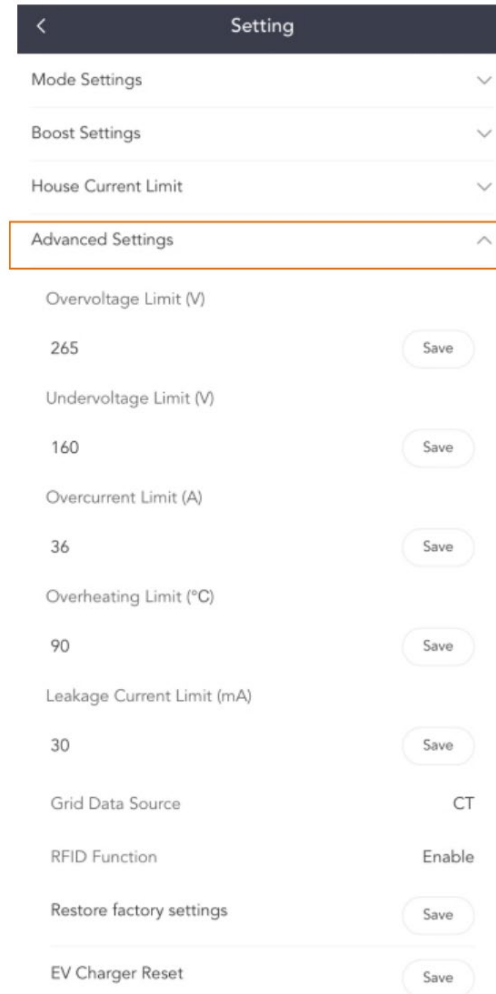 Setting
Mode Settings
Boost Settings
House Current Limit
Advanced Settings
Overvoltage Limit (V)
265 Save
Undervoltage Limit (V)
160 Save
Overcurrent Limit (A)
36 Save
Overheating Limit (°C)
90 Save
Leakage Current Limit (mA)
30 Save
Grid Data Source CT
RFID Function Enable
Restore factory settings Save
EV Charger Reset Save